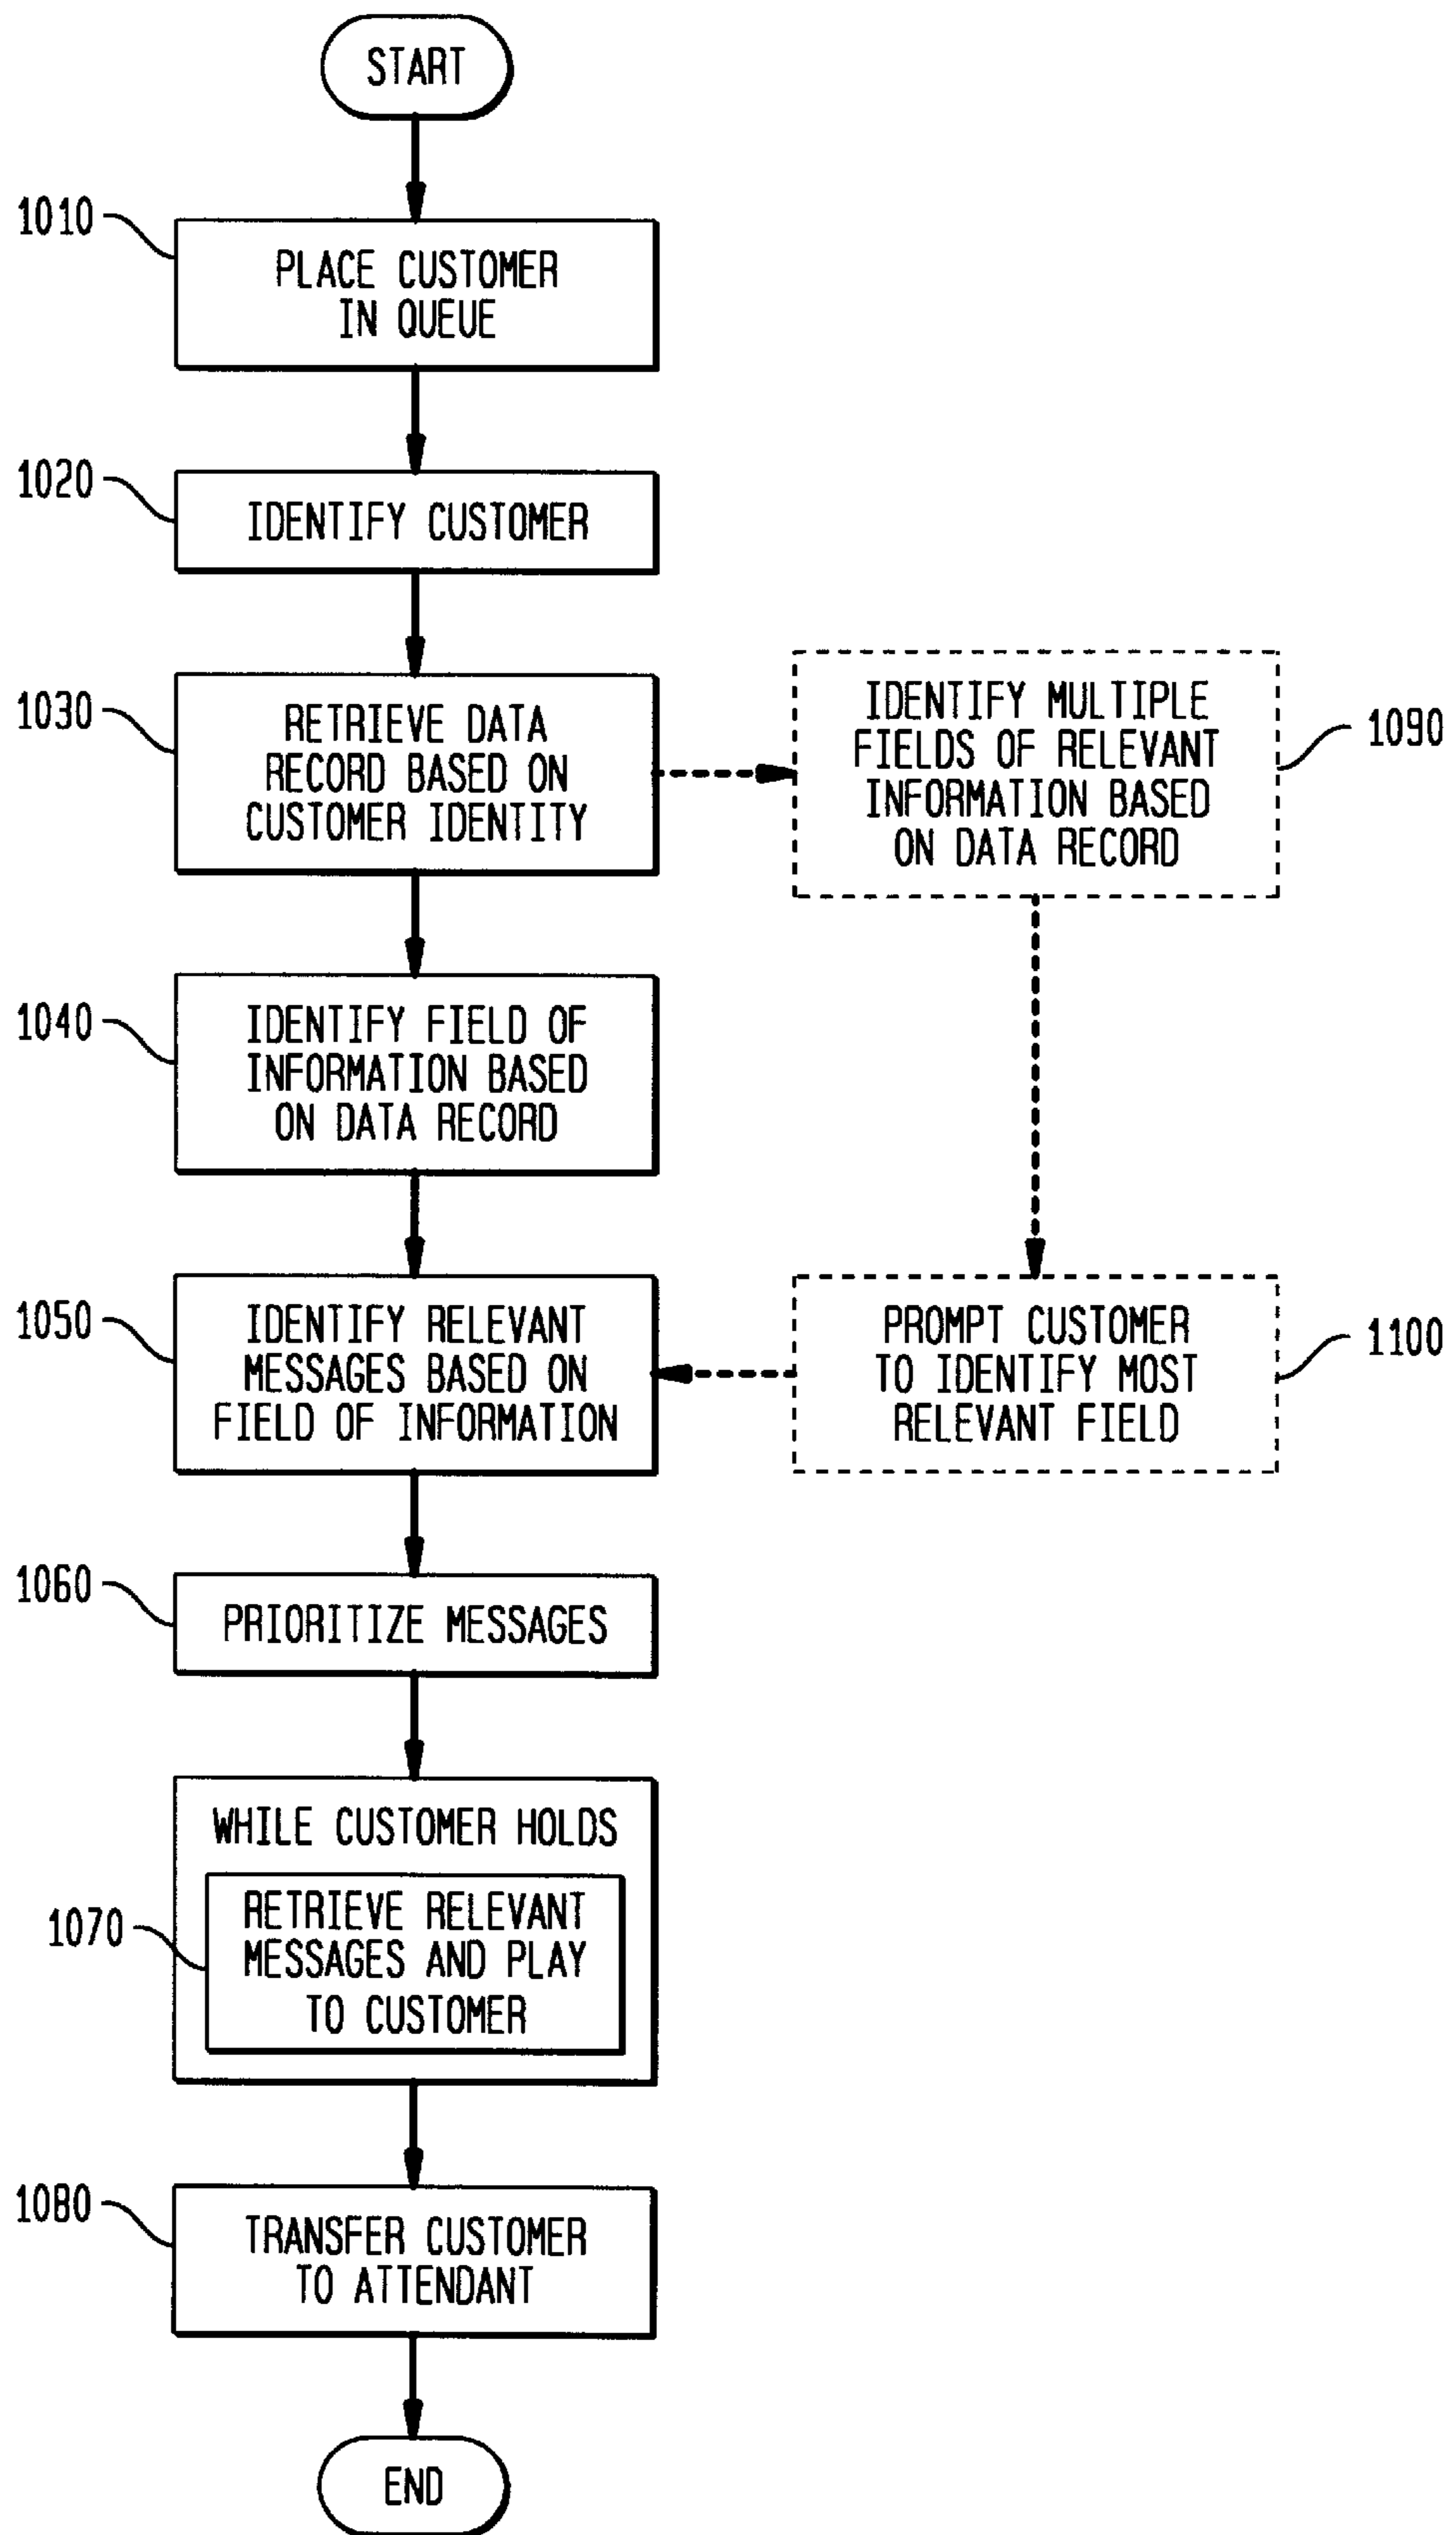 START
1010
PLACE CUSTOMER
IN QUEUE
1020
IDENTIFY CUSTOMER
1030
RETRIEVE DATA
RECORD BASED ON
CUSTOMER IDENTITY
IDENTIFY MULTIPLE
FIELDS OF RELEVANT
INFORMATION BASED
ON DATA RECORD
1090
1040
IDENTIFY FIELD OF
INFORMATION BASED
ON DATA RECORD
1050
IDENTIFY RELEVANT
MESSAGES BASED ON
FIELD OF INFORMATION
PROMPT CUSTOMER
TO IDENTIFY MOST
RELEVANT FIELD
1100
1060
PRIORITIZE MESSAGES
WHILE CUSTOMER HOLDS
1070
RETRIEVE RELEVANT
MESSAGES AND PLAY
TO CUSTOMER
1080
TRANSFER CUSTOMER
TO ATTENDANT
END